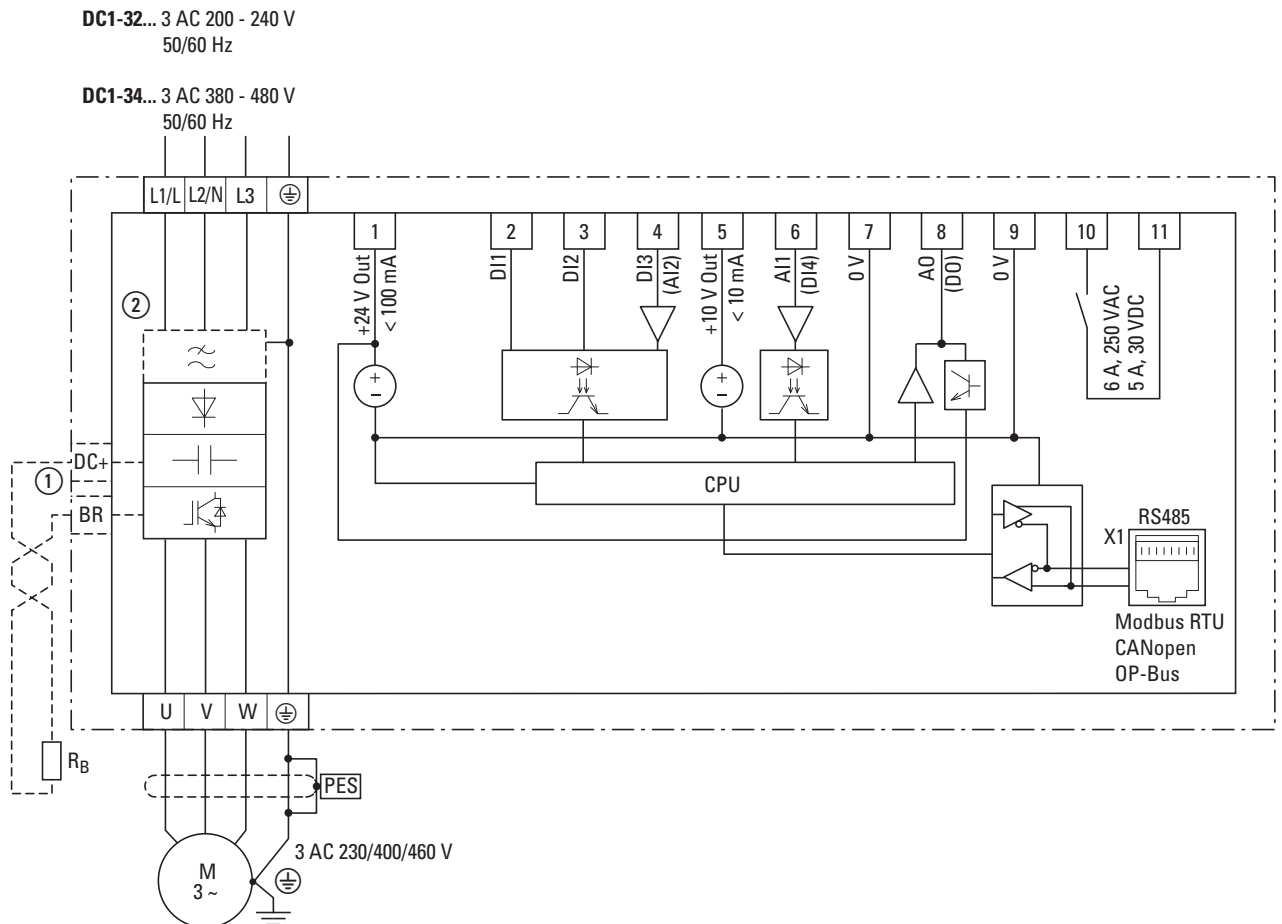 DC1-32... 3 AC 200 - 240 V
50/60 Hz
DC1-34... 3 AC 380 - 480 V
50/60 Hz
L1/L L2/N L3
1 2 3 4 5 6 7 8 9 10 11
+24 V Out
< 100 mA
DI1
DI2
DI3
(AI2)
+10 V Out
< 10 mA
AI1
(DI4)
0 V
AO
(DO)
0 V
6 A, 250 VAC
5 A, 30 VDC
2
+
−
+
−
DC+
1
BR
CPU
RS485
X1
Modbus RTU
CANopen
OP-Bus
U V W
RB
PES
3 AC 230/400/460 V
M
3 ~